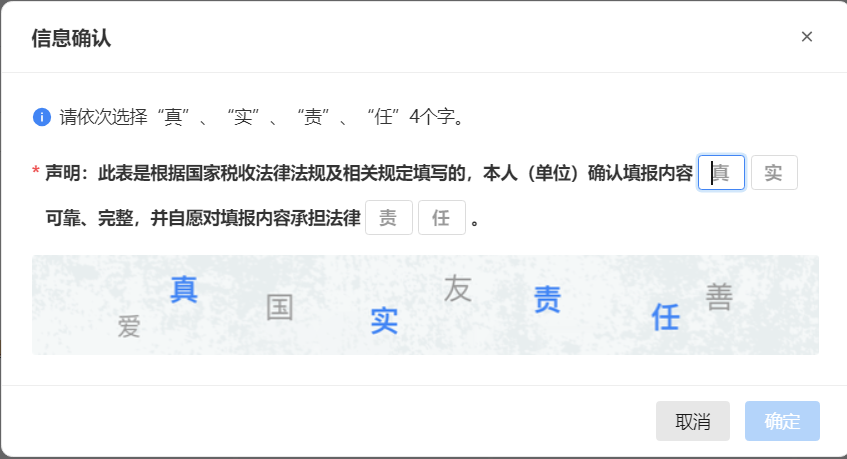 信息确认
×
请依次选择“真”、“实”、“责”、“任”4个字。
* 声明：此表是根据国家税收法律法规及相关规定填写的，本人（单位）确认填报内容 真 实
可靠、完整，并自愿对填报内容承担法律 责 任 。
爱 真 国 实 友 责 任 善
取消 确定